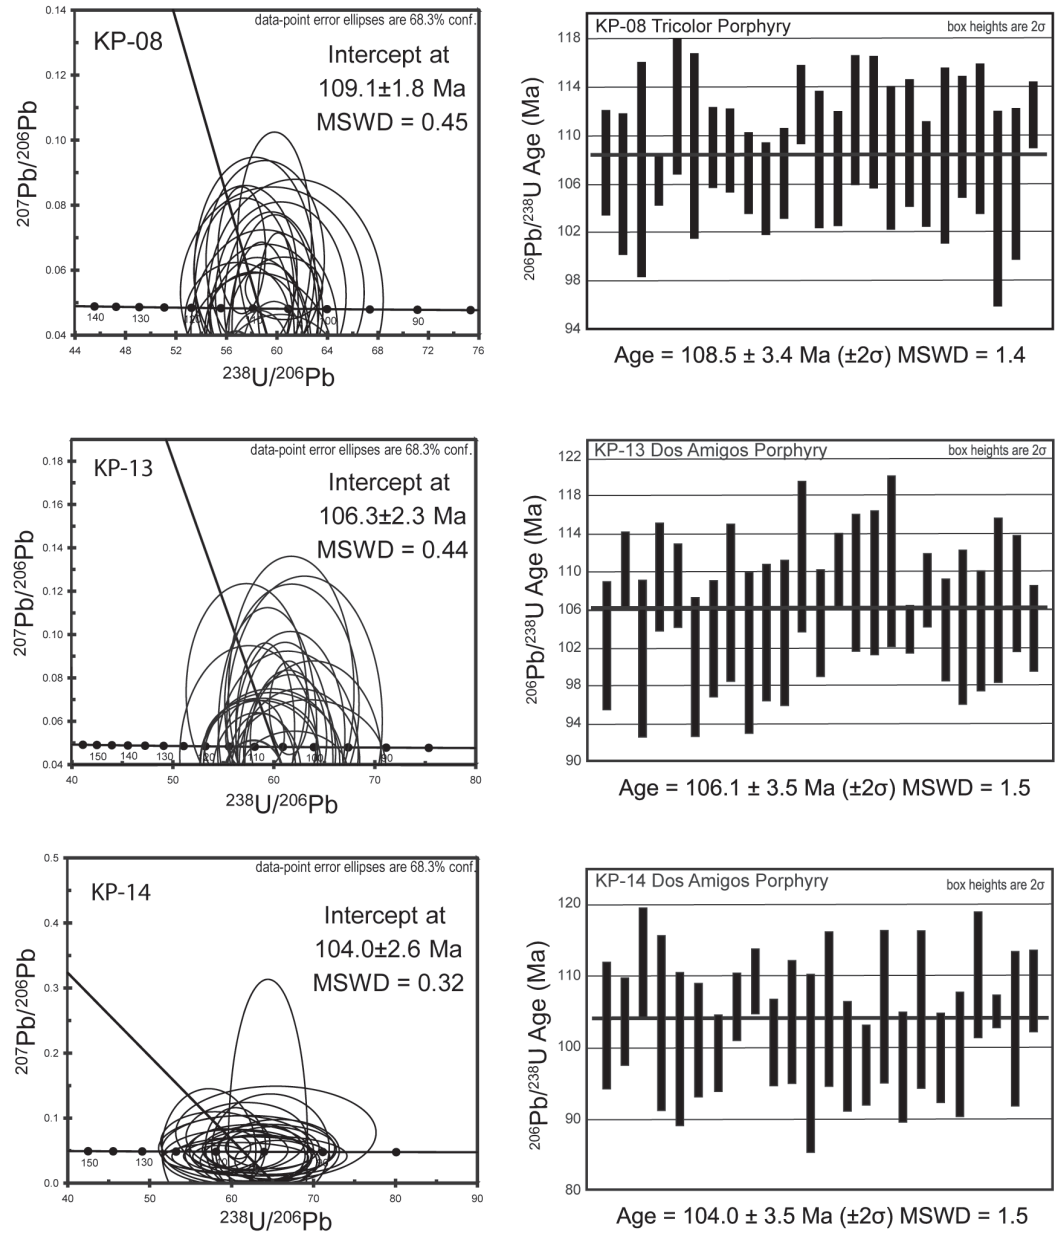 data-point error ellipses are 68.3% conf.
KP-08
Intercept at
109.1±1.8 Ma
MSWD = 0.45
207Pb/206Pb
0.14
0.12
0.10
0.08
0.06
0.04
140
130
90
44
48
52
56
60
64
68
72
76
238U/206Pb
KP-08 Tricolor Porphyry
box heights are 2σ
206Pb/238U Age (Ma)
118
114
110
106
102
98
94
Age = 108.5 ± 3.4 Ma (±2σ) MSWD = 1.4
data-point error ellipses are 68.3% conf.
KP-13
Intercept at
106.3±2.3 Ma
MSWD = 0.44
207Pb/206Pb
0.18
0.16
0.14
0.12
0.10
0.08
0.06
0.04
150
140
130
120
110
100
90
40
50
60
70
80
238U/206Pb
KP-13 Dos Amigos Porphyry
box heights are 2σ
206Pb/238U Age (Ma)
122
118
114
110
106
102
98
94
90
Age = 106.1 ± 3.5 Ma (±2σ) MSWD = 1.5
data-point error ellipses are 68.3% conf.
KP-14
Intercept at
104.0±2.6 Ma
MSWD = 0.32
207Pb/206Pb
0.5
0.4
0.3
0.2
0.1
0.0
150
130
40
50
60
70
80
90
238U/206Pb
KP-14 Dos Amigos Porphyry
box heights are 2σ
206Pb/238U Age (Ma)
120
110
100
90
80
Age = 104.0 ± 3.5 Ma (±2σ) MSWD = 1.5